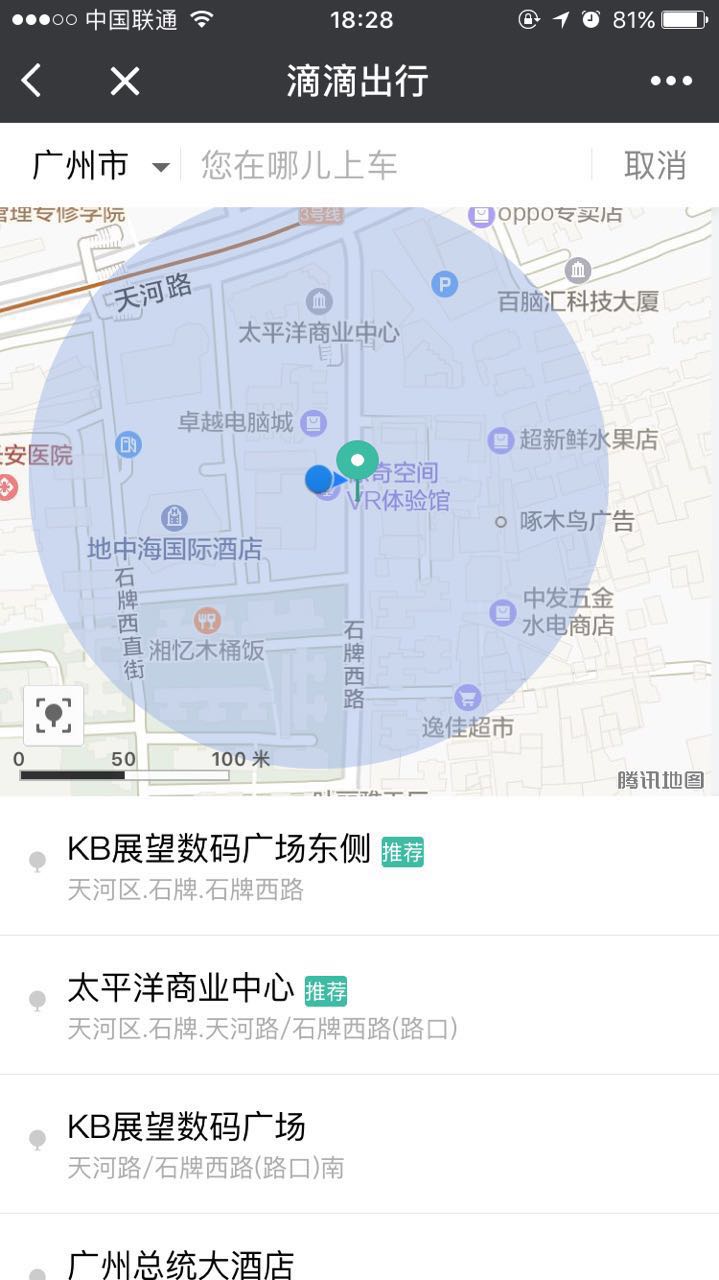 中国联通
18:28
81%
滴滴出行
广州市
您在哪儿上车
取消
管理专修学院
3号线
oppo专卖店
天河路
P
百脑汇科技大厦
太平洋商业中心
卓越电脑城
超新鲜水果店
安医院
奇空间
VR体验馆
啄木鸟广告
地中海国际酒店
石牌西直街
中发五金
水电商店
湘忆木桶饭
石牌西路
逸佳超市
0 50 100 米
腾讯地图
KB展望数码广场东侧 推荐
天河区.石牌.石牌西路
太平洋商业中心 推荐
天河区.石牌.天河路/石牌西路(路口)
KB展望数码广场
天河路/石牌西路(路口)南
广州总统大酒店